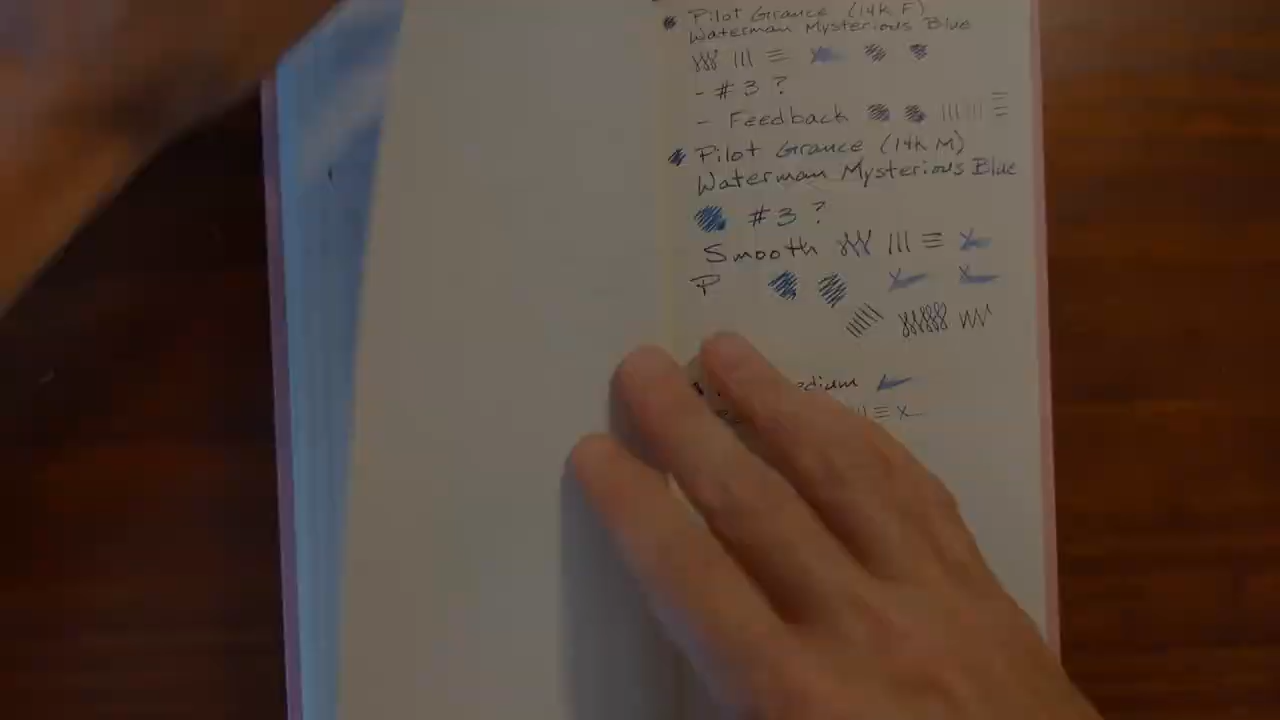 Pilot Grance (14k F)
Waterman Mysterious Blue
- #3 ?
- Feedback
Pilot Grance (14k M)
Waterman Mysterious Blue
#3 ?
Smooth
P